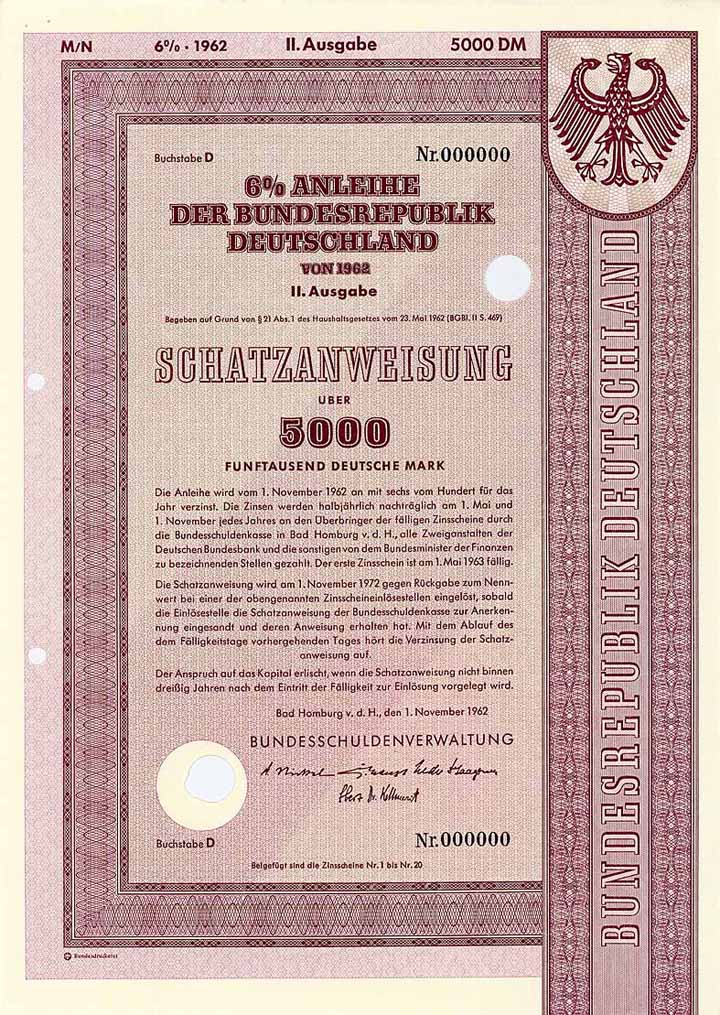 M/N 6% · 1962 II. Ausgabe 5000 DM
Buchstabe D Nr. 000000
6% ANLEIHE
DER BUNDESREPUBLIK
DEUTSCHLAND
VON 1962
II. Ausgabe
Begeben auf Grund von § 21 Abs. 1 des Haushaltsgesetzes vom 23. Mai 1962 (BGBl. II S. 469)
SCHATZANWEISUNG
UBER
5000
FUNFTAUSEND DEUTSCHE MARK
Die Anleihe wird vom 1. November 1962 an mit sechs vom Hundert für das
Jahr verzinst. Die Zinsen werden halbjährlich nachträglich am 1. Mai und
1. November jedes Jahres an den Überbringer der fälligen Zinsscheine durch
die Bundesschuldenkasse in Bad Homburg v. d. H., alle Zweiganstalten der
Deutschen Bundesbank und die sonstigen von dem Bundesminister der Finanzen
zu bezeichnenden Stellen gezahlt. Der erste Zinsschein ist am 1. Mai 1963 fällig.
Die Schatzanweisung wird am 1. November 1972 gegen Rückgabe zum Nenn-
wert bei einer der obengenannten Zinsscheineinlösestellen eingelöst, sobald
die Einlösestelle die Schatzanweisung der Bundesschuldenkasse zur Anerken-
nung eingesandt und deren Anweisung erhalten hat. Mit dem Ablauf des
dem Fälligkeitstage vorhergehenden Tages hört die Verzinsung der Schatz-
anweisung auf.
Der Anspruch auf das Kapital erlischt, wenn die Schatzanweisung nicht binnen
dreißig Jahren nach dem Eintritt der Fälligkeit zur Einlösung vorgelegt wird.
Bad Homburg v. d. H., den 1. November 1962
BUNDESSCHULDENVERWALTUNG
Buchstabe D Nr. 000000
Beigefügt sind die Zinsscheine Nr. 1 bis Nr. 20
Bundesdruckerei
BUNDESREPUBLIK DEUTSCHLAND